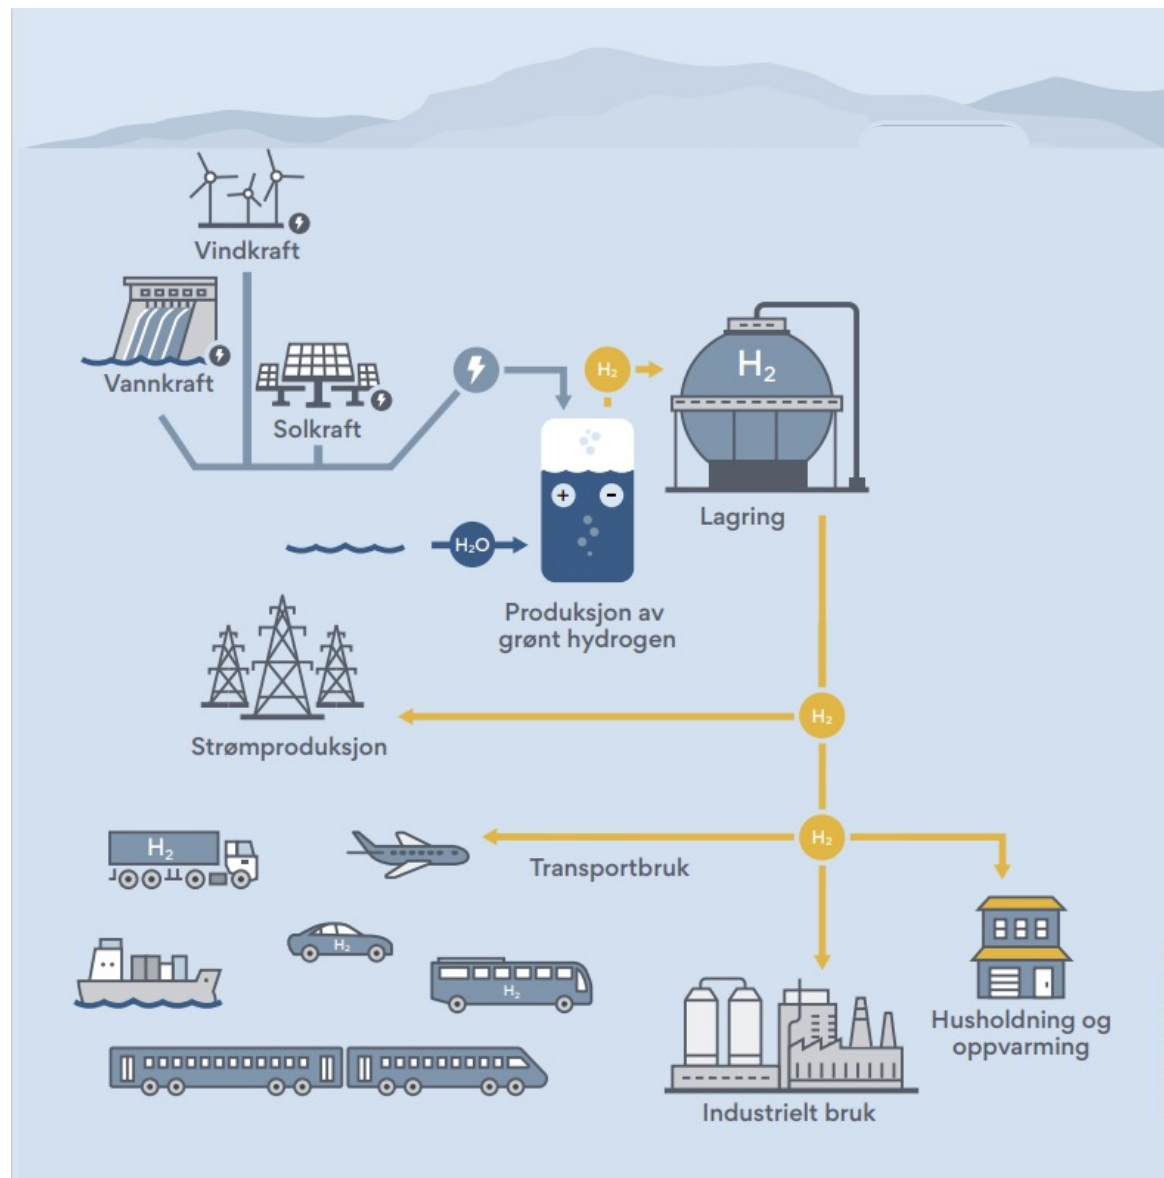 Vindkraft
Vannkraft
Solkraft
H₂
H₂
+ -
Lagring
H₂O
Produksjon av
grønt hydrogen
H₂
Strømproduksjon
H₂
H₂
Transportbruk
H₂
H₂
Husholdning og
oppvarming
Industrielt bruk